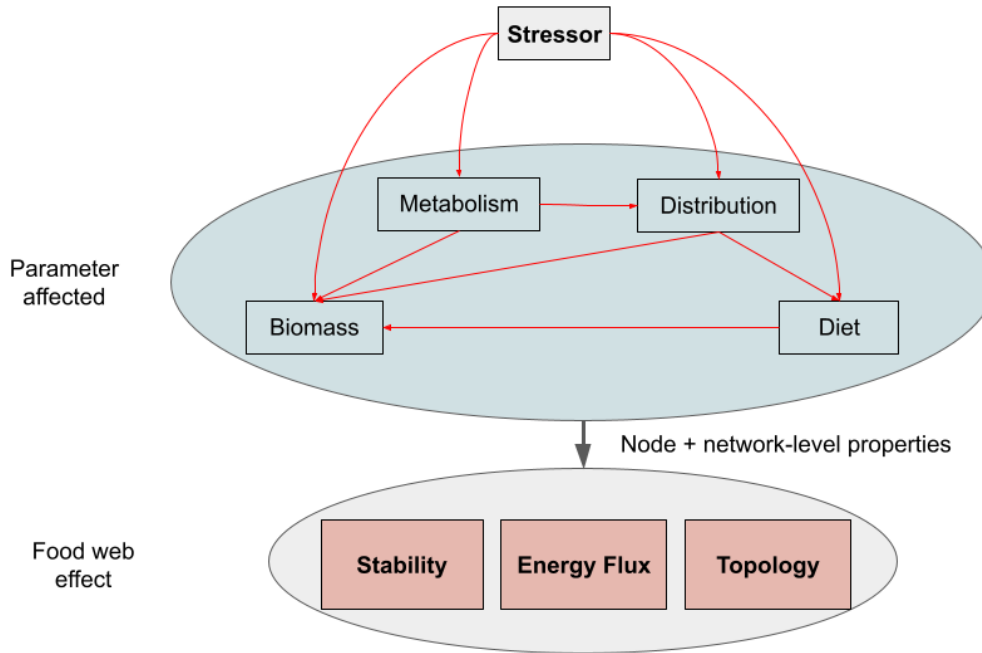 Stressor
Metabolism
Distribution
Parameter
affected
Biomass
Diet
Node + network-level properties
Food web
effect
Stability
Energy Flux
Topology